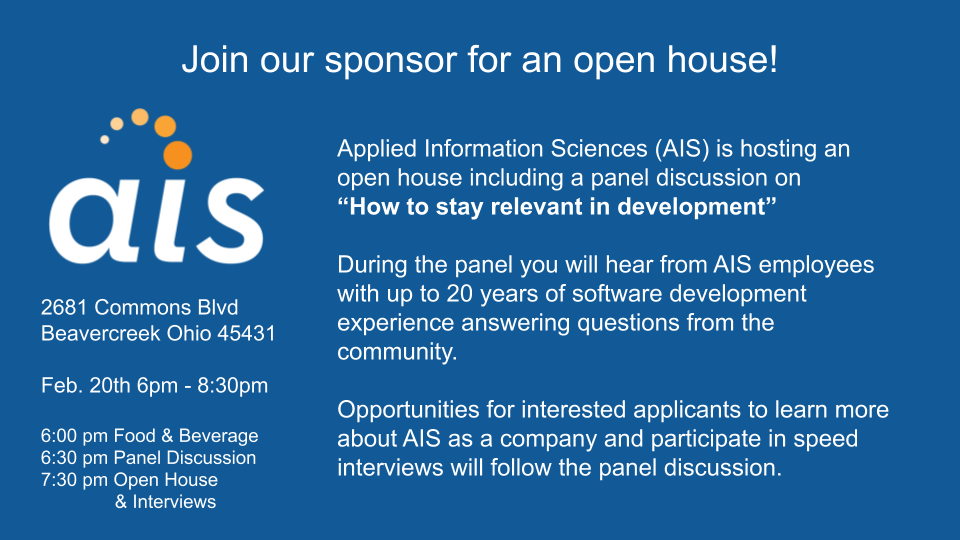 Join our sponsor for an open house!
ais
2681 Commons Blvd
Beavercreek Ohio 45431
Feb. 20th 6pm - 8:30pm
6:00 pm Food & Beverage
6:30 pm Panel Discussion
7:30 pm Open House
& Interviews
Applied Information Sciences (AIS) is hosting an
open house including a panel discussion on
“How to stay relevant in development”
During the panel you will hear from AIS employees
with up to 20 years of software development
experience answering questions from the
community.
Opportunities for interested applicants to learn more
about AIS as a company and participate in speed
interviews will follow the panel discussion.